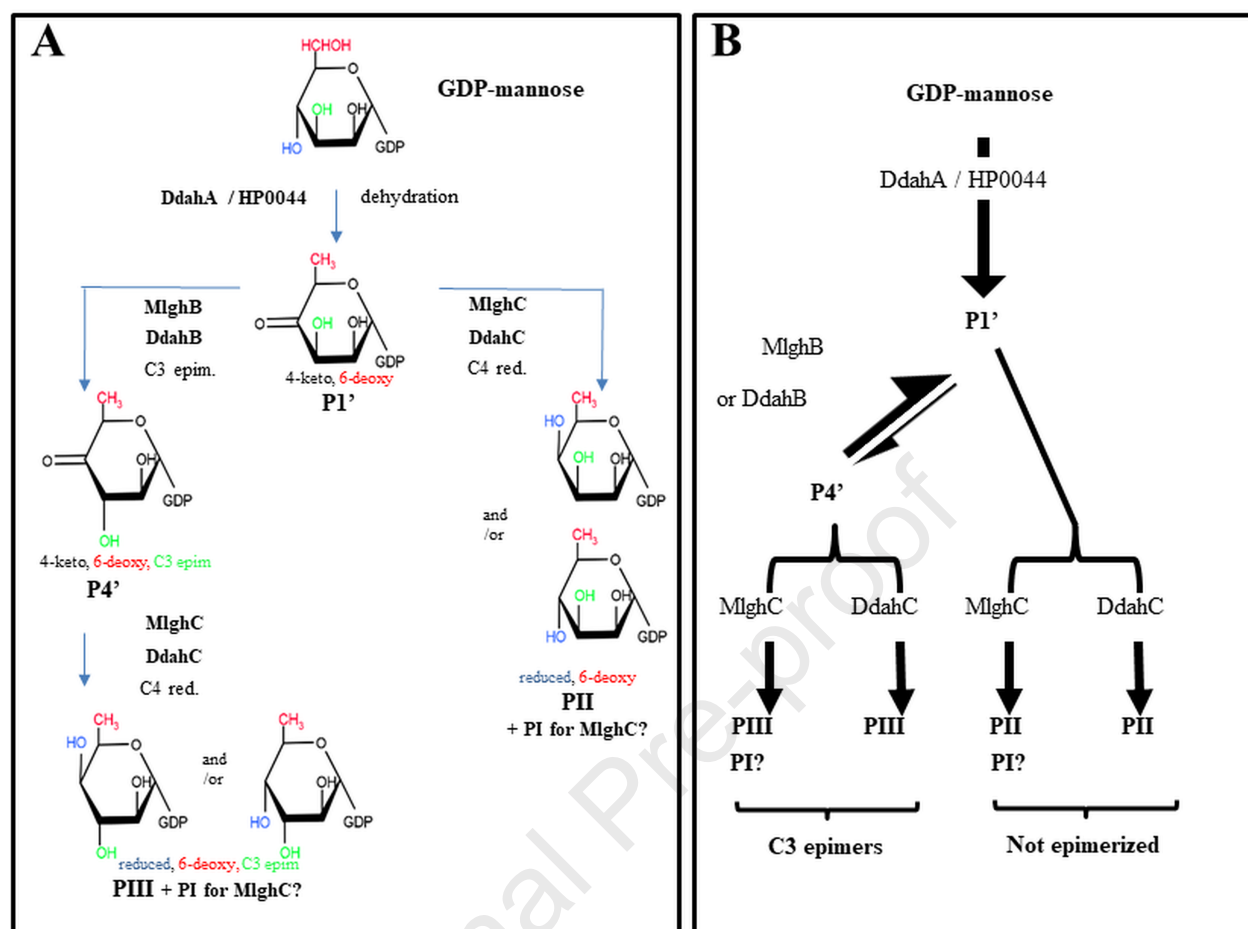 A
HCHOH
O
OH
OH
HO
GDP
GDP-mannose
DdahA / HP0044
dehydration
CH3
O
O
OH
OH
GDP
4-keto, 6-deoxy
P1’
MlghB
DdahB
C3 epim.
MlghC
DdahC
C4 red.
CH3
O
O
OH
GDP
OH
4-keto, 6-deoxy, C3 epim
P4’
CH3
HO
O
OH
OH
GDP
and
/or
CH3
O
OH
OH
HO
GDP
reduced, 6-deoxy
PII
+ PI for MlghC?
MlghC
DdahC
C4 red.
CH3
HO
O
OH
GDP
OH
and
/or
CH3
O
OH
HO
GDP
OH
reduced, 6-deoxy, C3 epim
PIII + PI for MlghC?
B
GDP-mannose
DdahA / HP0044
P1’
MlghB
or DdahB
P4’
MlghC
DdahC
MlghC
DdahC
PIII
PIII
PII
PII
PI?
PI?
C3 epimers
Not epimerized
nal Pre-proof